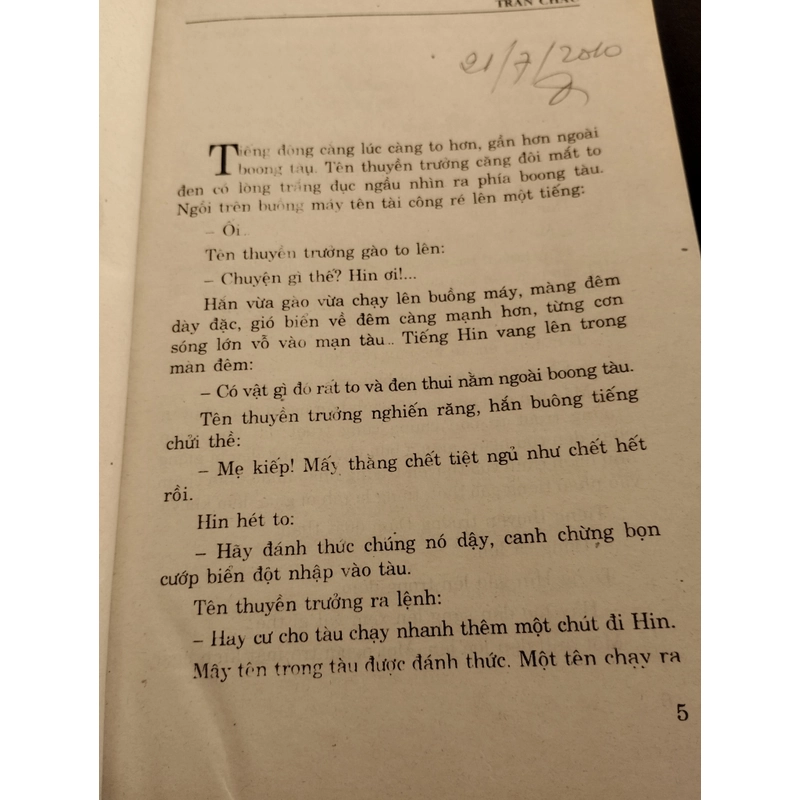 TRẦN CHÂU
21/7/2010
Tiếng động càng lúc càng to hơn, gần hơn ngoài
boong tàu. Tên thuyền trưởng căng đôi mắt to
đen có lòng trắng đục ngầu nhìn ra phía boong tàu.
Ngồi trên buồng máy tên tài công ré lên một tiếng:
– Ối..
Tên thuyền trưởng gào to lên:
– Chuyện gì thế? Hin ơi!...
Hắn vừa gào vừa chạy lên buồng máy, màng đêm
dày đặc, gió biển về đêm càng mạnh hơn, từng cơn
sóng lớn vỗ vào mạn tàu.. Tiếng Hin vang lên trong
màn đêm:
– Có vật gì đó rất to và đen thui nằm ngoài boong tàu.
Tên thuyền trưởng nghiến răng, hắn buông tiếng
chửi thề:
– Mẹ kiếp! Mấy thằng chết tiệt ngủ như chết hết
rồi.
Hin hét to:
– Hãy đánh thức chúng nó dậy, canh chừng bọn
cướp biển đột nhập vào tàu.
Tên thuyền trưởng ra lệnh:
– Hãy cứ cho tàu chạy nhanh thêm một chút đi Hin.
Mấy tên trong tàu được đánh thức. Một tên chạy ra
5